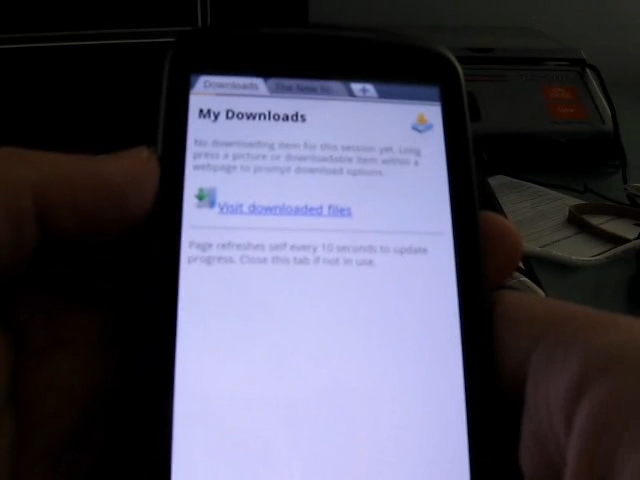 Downloads The New
My Downloads
No downloading item for this session yet. Long
press a picture or downloadable item within a
webpage to prompt download options.
Visit downloaded files
Page refreshes self every 10 seconds to update
progress. Close this tab if not in use.